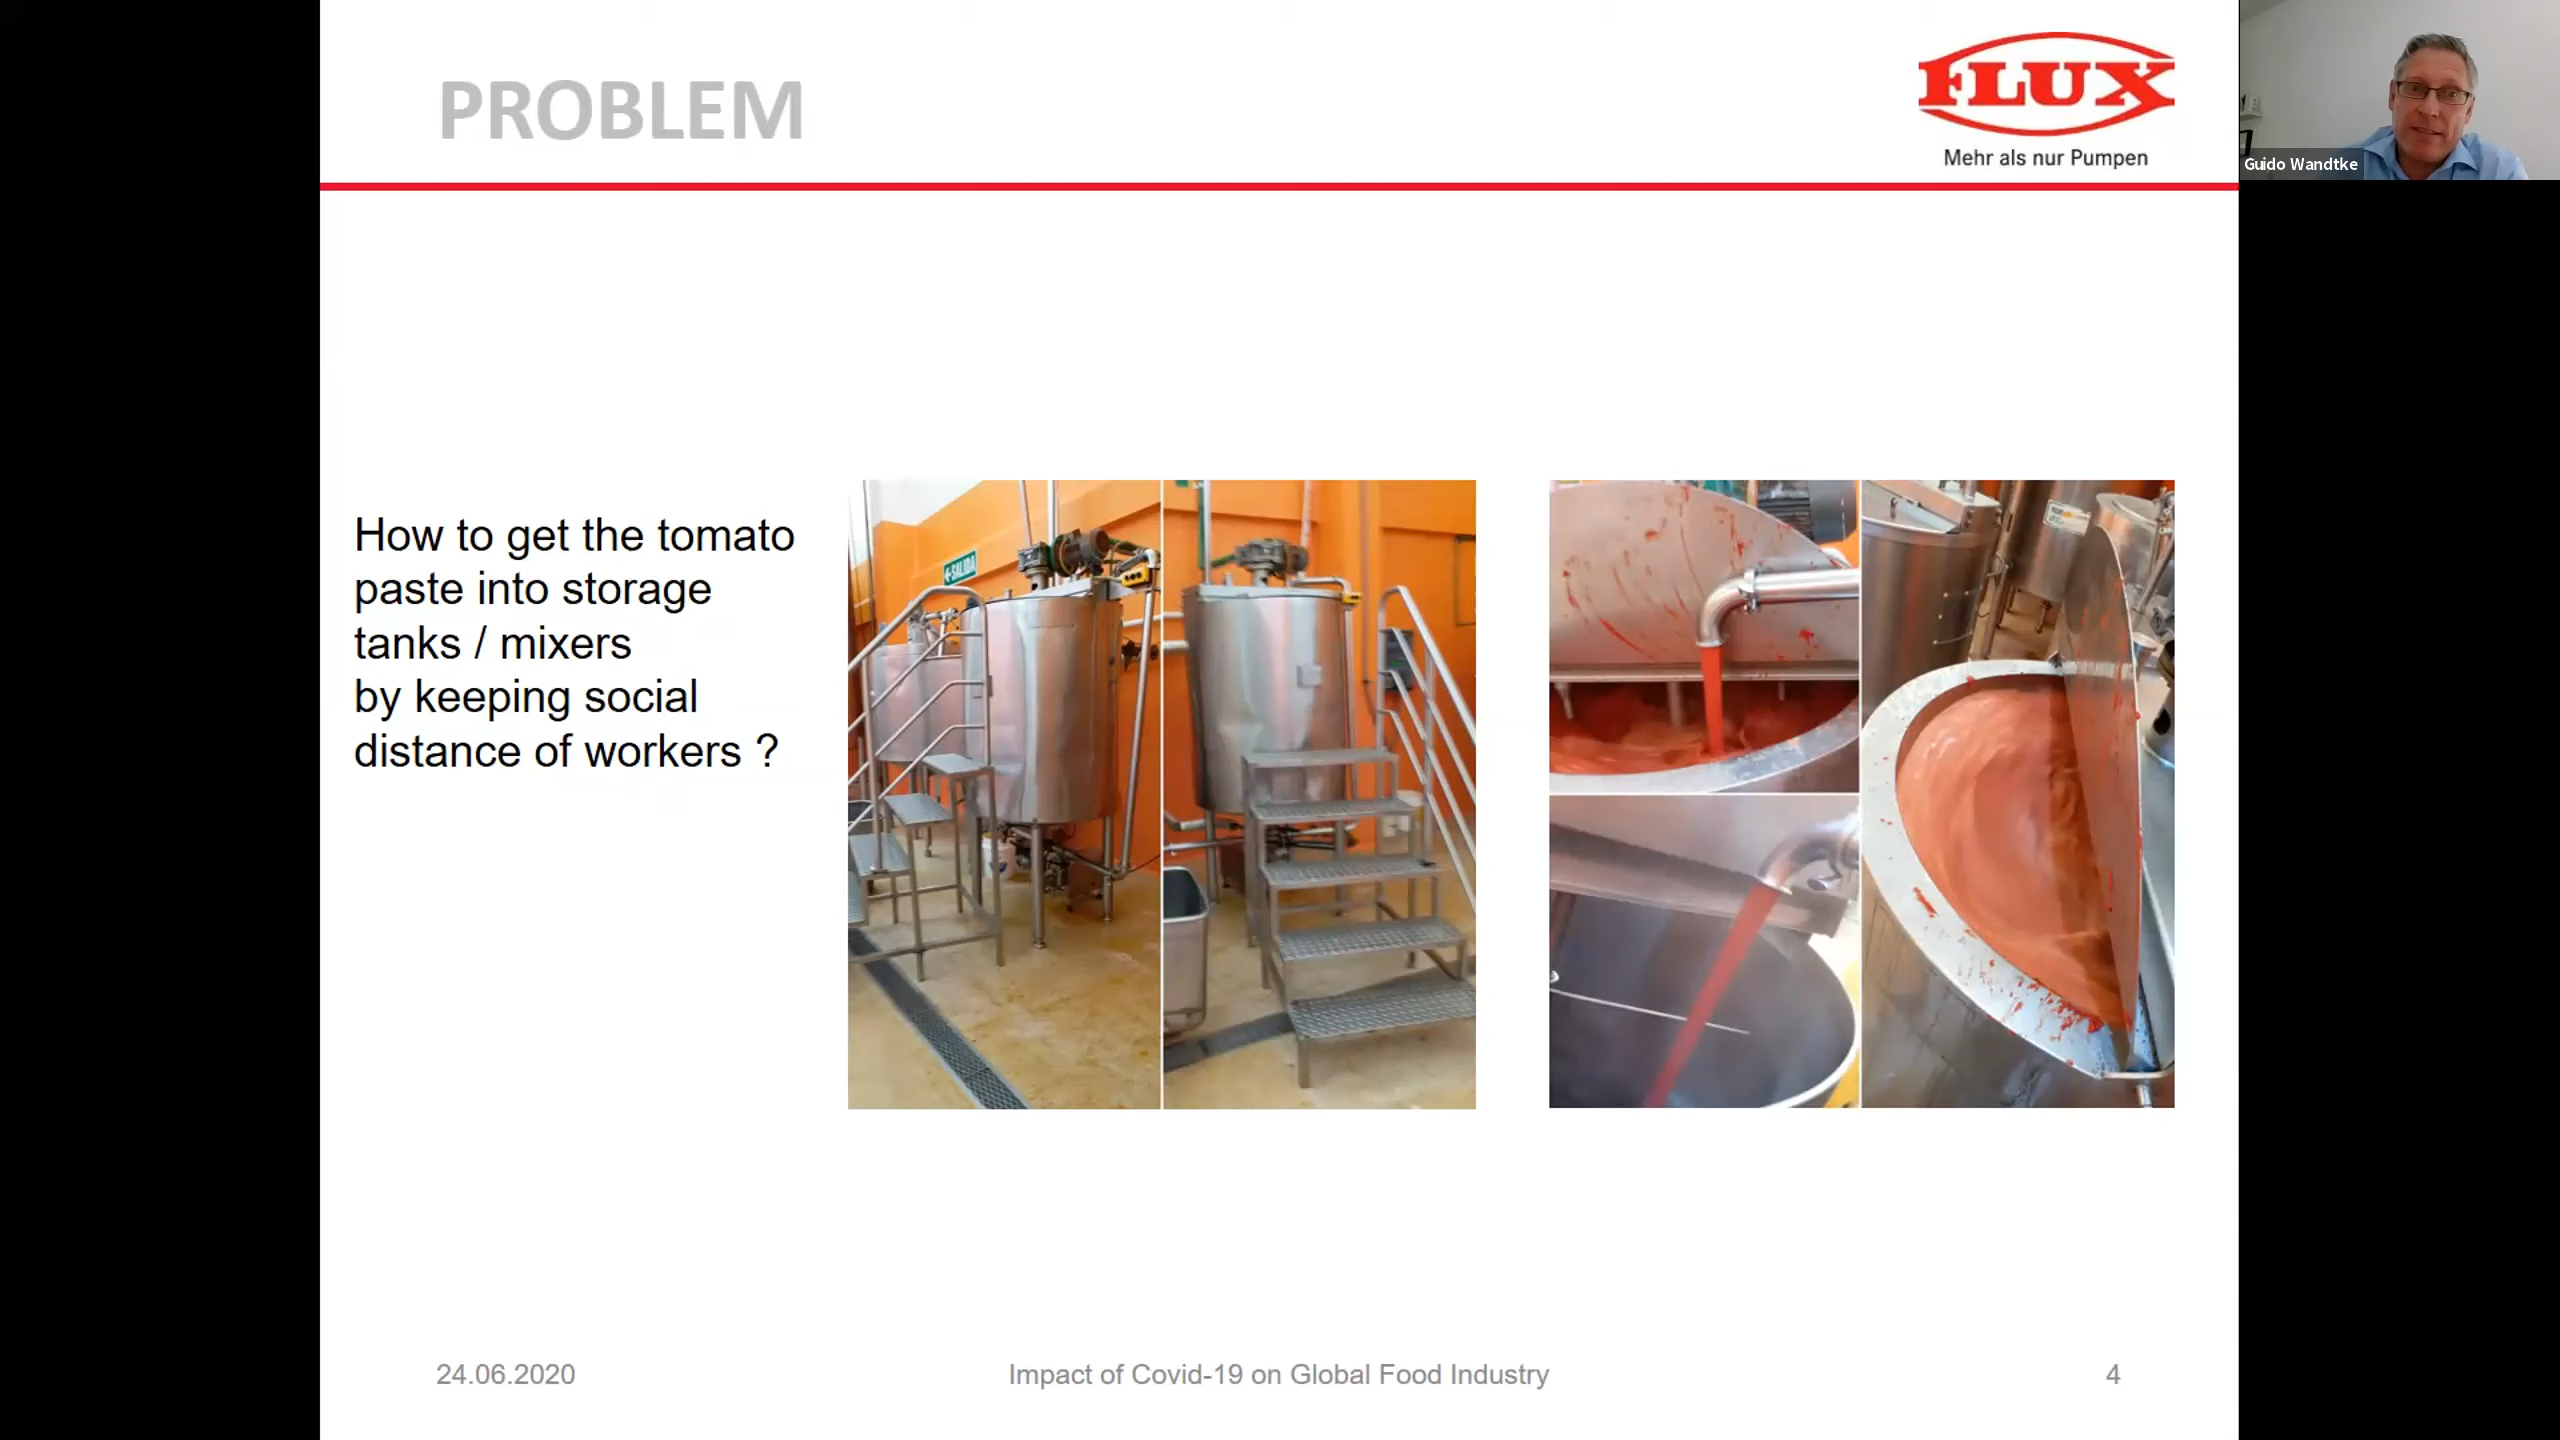 PROBLEM
FLUX
Mehr als nur Pumpen
Guido Wandtke
How to get the tomato
paste into storage
tanks / mixers
by keeping social
distance of workers ?
SALIDA
24.06.2020
Impact of Covid-19 on Global Food Industry
4